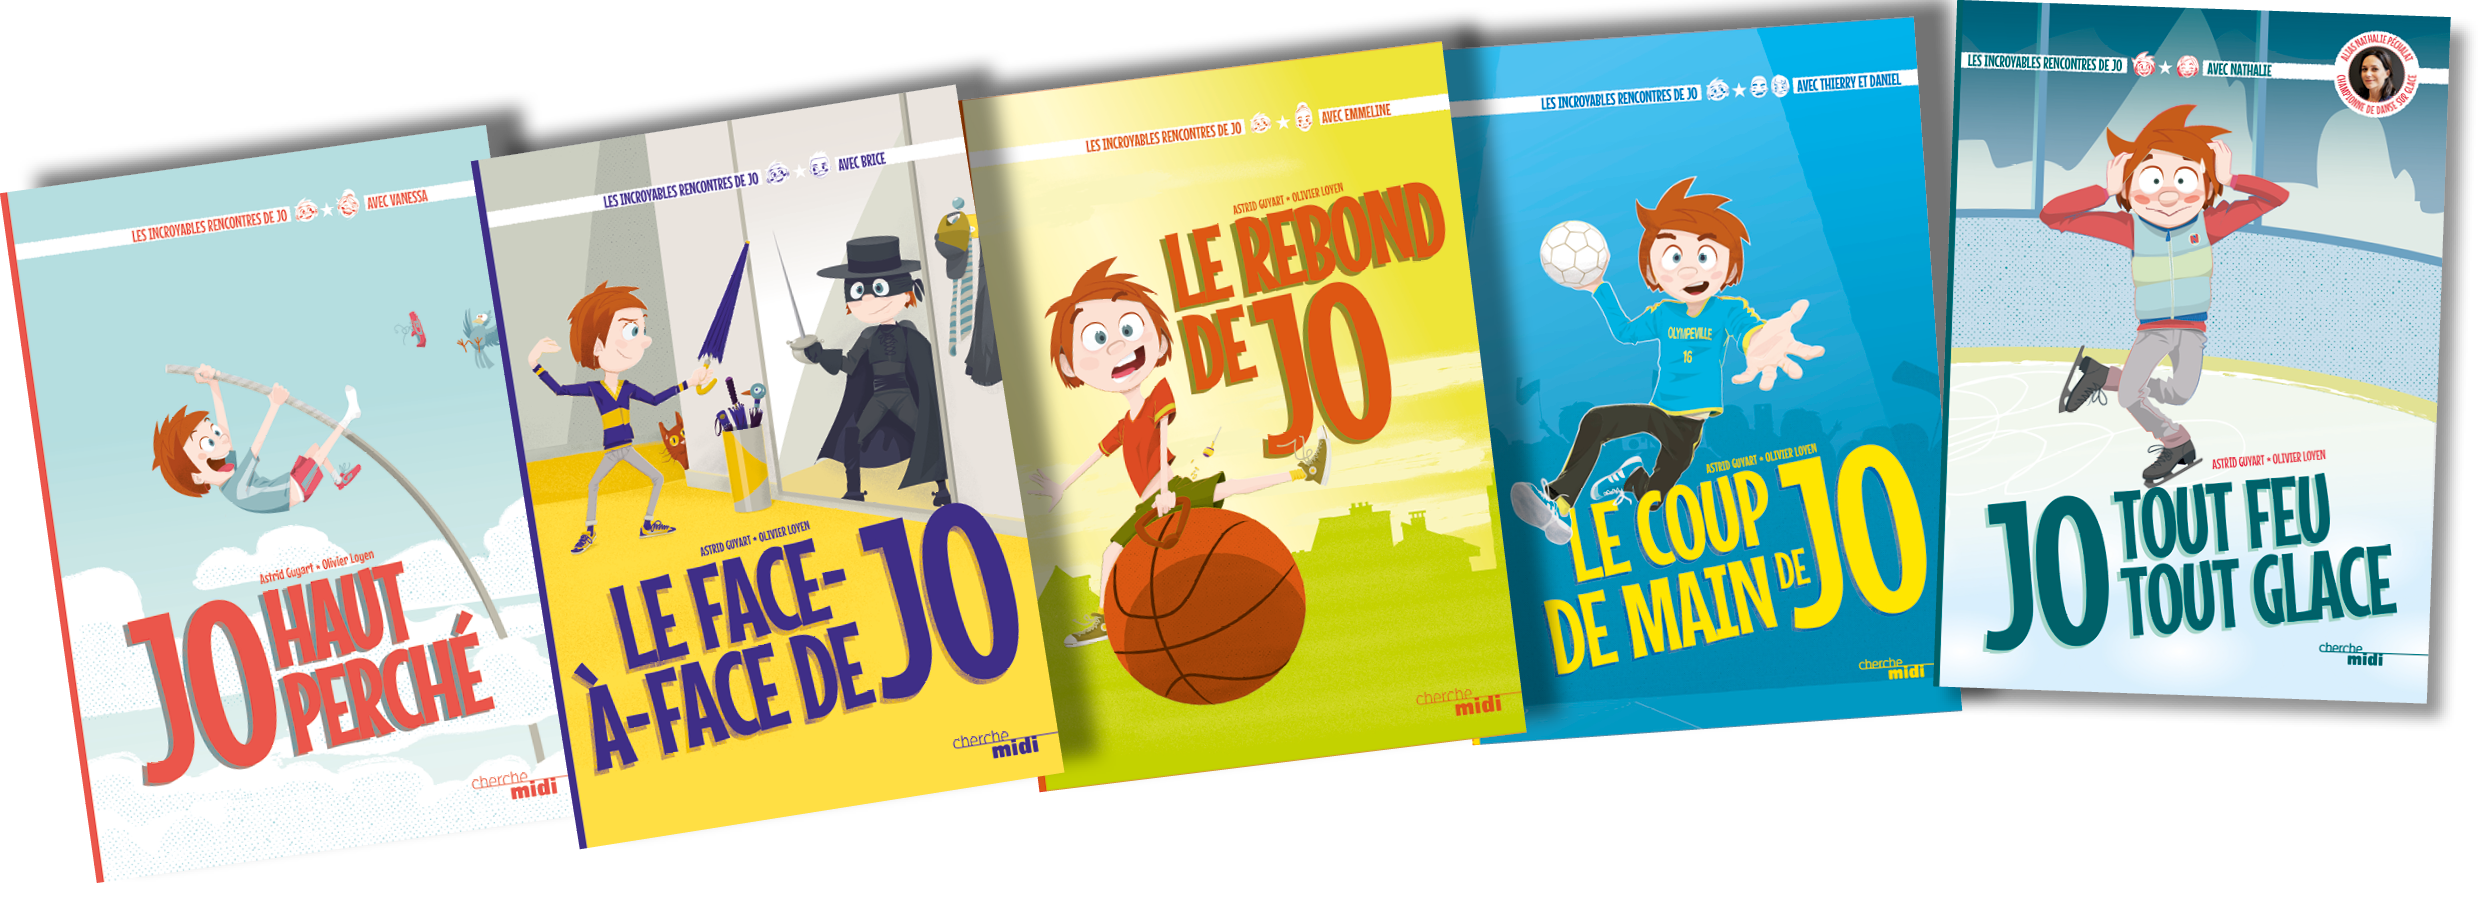 LES INCROYABLES RENCONTRES DE JO AVEC VANESSA
Astrid Guyart • Olivier Loyen
JO HAUT
PERCHÉ
cherche
midi
LES INCROYABLES RENCONTRES DE JO AVEC BRICE
ASTRID GUYART • OLIVIER LOYEN
LE FACE-
À-FACE DE JO
cherche
midi
LES INCROYABLES RENCONTRES DE JO AVEC EMMELINE
ASTRID GUYART • OLIVIER LOYEN
LE REBOND
DE JO
cherche
midi
LES INCROYABLES RENCONTRES DE JO AVEC THIERRY ET DANIEL
OLYMPEVILLE
16
ASTRID GUYART • OLIVIER LOYEN
LE COUP
DE MAIN DE JO
cherche
midi
LES INCROYABLES RENCONTRES DE JO AVEC NATHALIE
ALIAS NATHALIE PÉCHALAT
CHAMPIONNE DE DANSE SUR GLACE
ASTRID GUYART • OLIVIER LOYEN
JO TOUT FEU
TOUT GLACE
cherche
midi